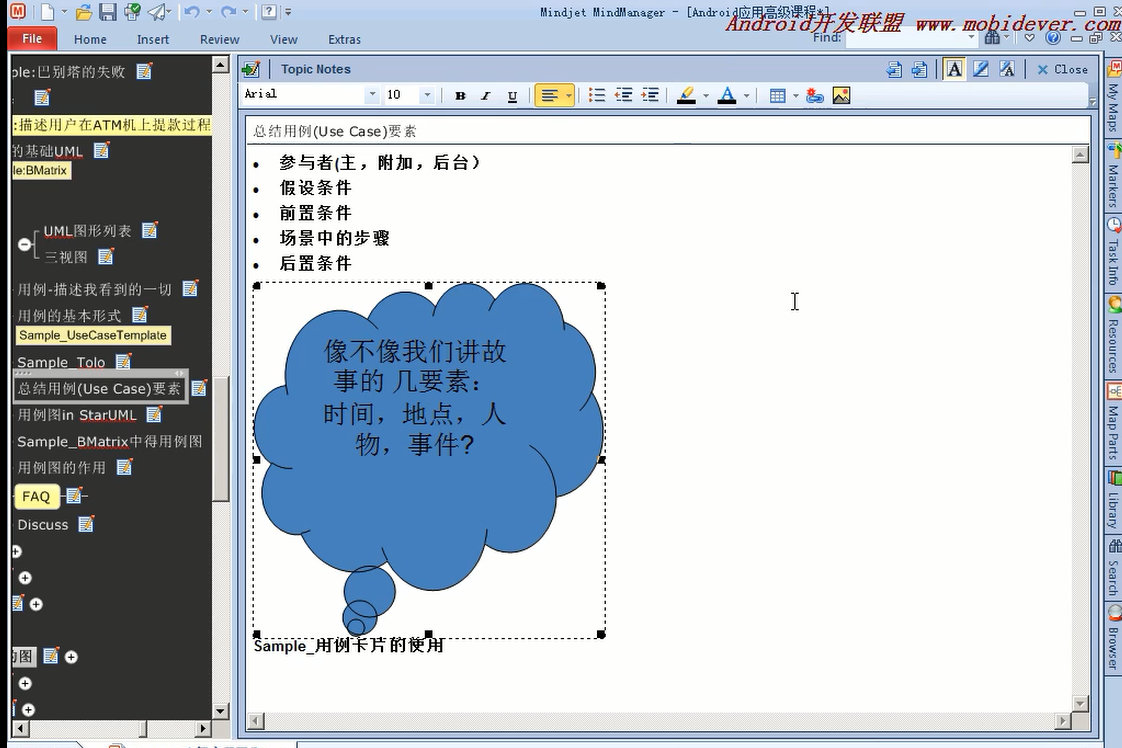 Mindjet MindManager - [Android应用高级课程*]
Android开发联盟 www.mobidever.com
File
Home
Insert
Review
View
Extras
Find:
ple:巴别塔的失败
:描述用户在ATM机上提款过程
的基础UML
le:BMatrix
UML图形列表
三视图
用例-描述我看到的一切
用例的基本形式
Sample_UseCaseTemplate
Sample_Tolo
总结用例(Use Case)要素
用例图in StarUML
Sample_BMatrix中得用例图
用例图的作用
FAQ
Discuss
的图
Topic Notes
Close
Arial
10
B I U
总结用例(Use Case)要素
• 参与者(主，附加，后台）
• 假设条件
• 前置条件
• 场景中的步骤
• 后置条件
像不像我们讲故
事的 几要素：
时间，地点，人
物，事件?
Sample_用例卡片的使用
My Maps
Markers
Task Info
Resources
Map Parts
Library
Search
Browser